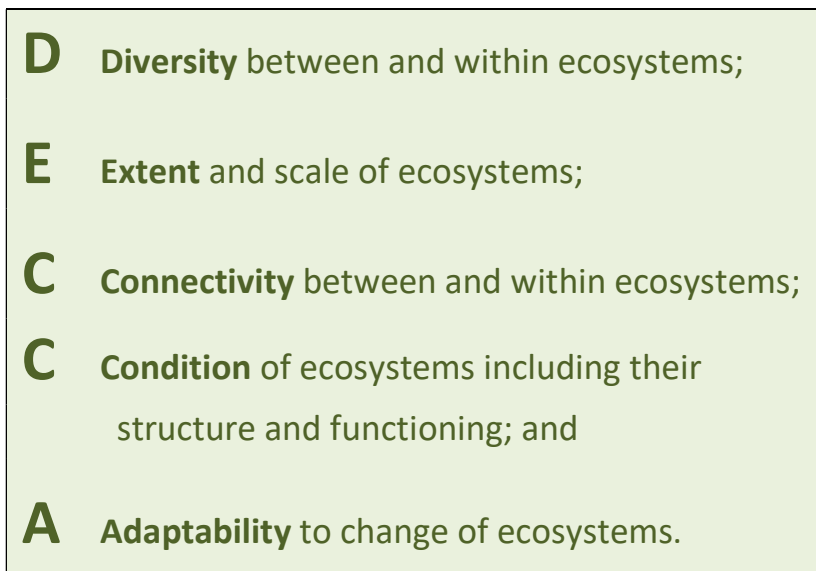 D Diversity between and within ecosystems;
E Extent and scale of ecosystems;
C Connectivity between and within ecosystems;
C Condition of ecosystems including their
structure and functioning; and
A Adaptability to change of ecosystems.